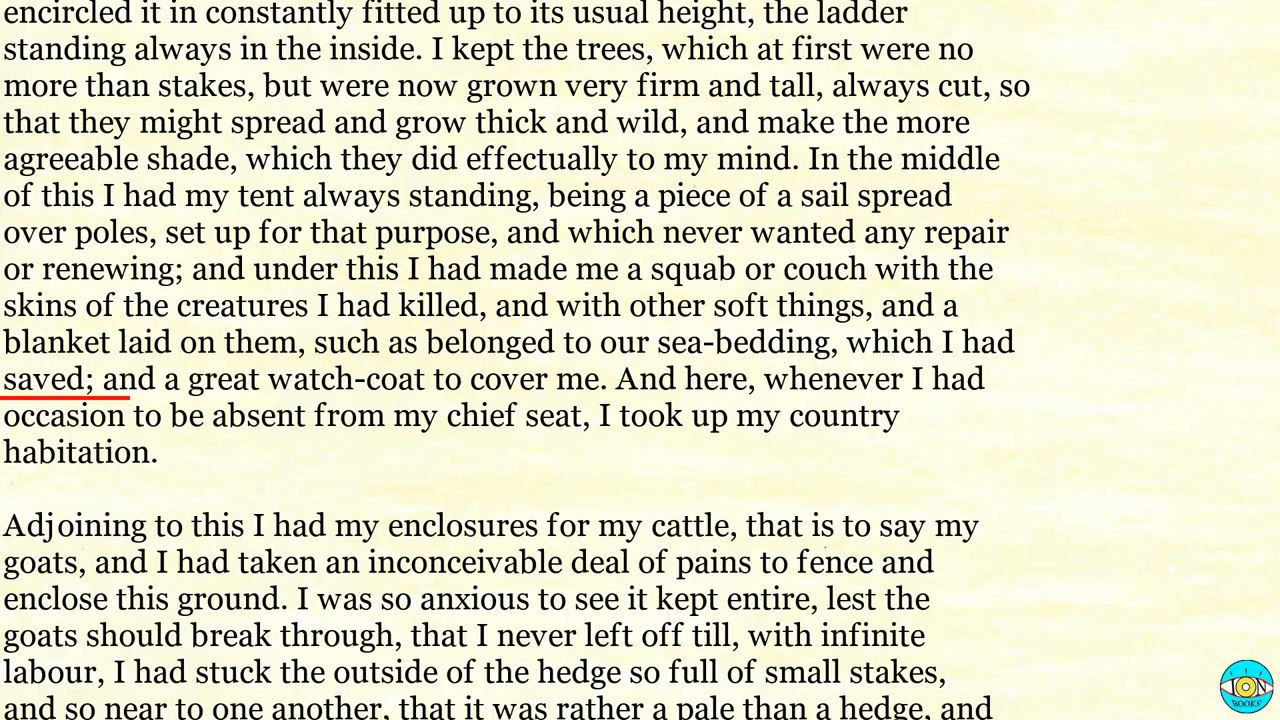 encircled it in constantly fitted up to its usual height, the ladder
standing always in the inside. I kept the trees, which at first were no
more than stakes, but were now grown very firm and tall, always cut, so
that they might spread and grow thick and wild, and make the more
agreeable shade, which they did effectually to my mind. In the middle
of this I had my tent always standing, being a piece of a sail spread
over poles, set up for that purpose, and which never wanted any repair
or renewing; and under this I had made me a squab or couch with the
skins of the creatures I had killed, and with other soft things, and a
blanket laid on them, such as belonged to our sea-bedding, which I had
saved; and a great watch-coat to cover me. And here, whenever I had
occasion to be absent from my chief seat, I took up my country
habitation.
Adjoining to this I had my enclosures for my cattle, that is to say my
goats, and I had taken an inconceivable deal of pains to fence and
enclose this ground. I was so anxious to see it kept entire, lest the
goats should break through, that I never left off till, with infinite
labour, I had stuck the outside of the hedge so full of small stakes,
and so near to one another, that it was rather a pale than a hedge, and
ION
BOOKS